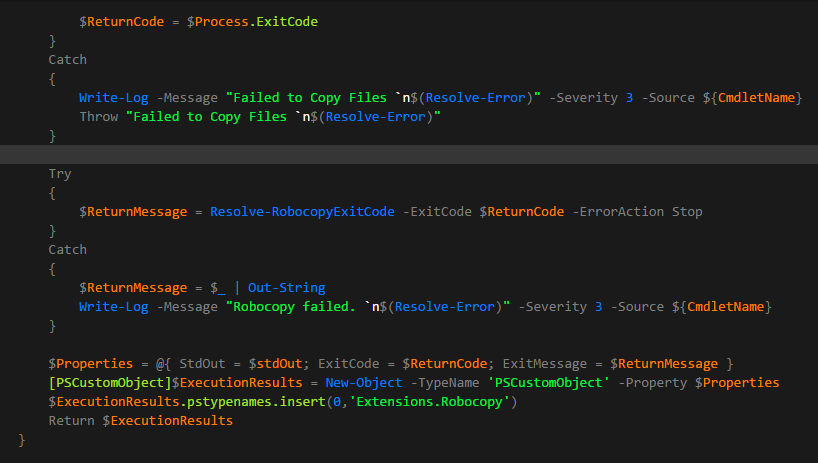 $ReturnCode = $Process.ExitCode
}
Catch
{
Write-Log -Message "Failed to Copy Files `n$(Resolve-Error)" -Severity 3 -Source ${CmdletName}
Throw "Failed to Copy Files `n$(Resolve-Error)"
}
Try
{
$ReturnMessage = Resolve-RobocopyExitCode -ExitCode $ReturnCode -ErrorAction Stop
}
Catch
{
$ReturnMessage = $_ | Out-String
Write-Log -Message "Robocopy failed. `n$(Resolve-Error)" -Severity 3 -Source ${CmdletName}
}
$Properties = @{ StdOut = $stdOut; ExitCode = $ReturnCode; ExitMessage = $ReturnMessage }
[PSCustomObject]$ExecutionResults = New-Object -TypeName 'PSCustomObject' -Property $Properties
$ExecutionResults.pstypenames.insert(0,'Extensions.Robocopy')
Return $ExecutionResults
}